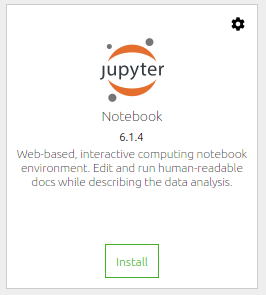 jupyter
Notebook
6.1.4
Web-based, interactive computing notebook
environment. Edit and run human-readable
docs while describing the data analysis.
Install